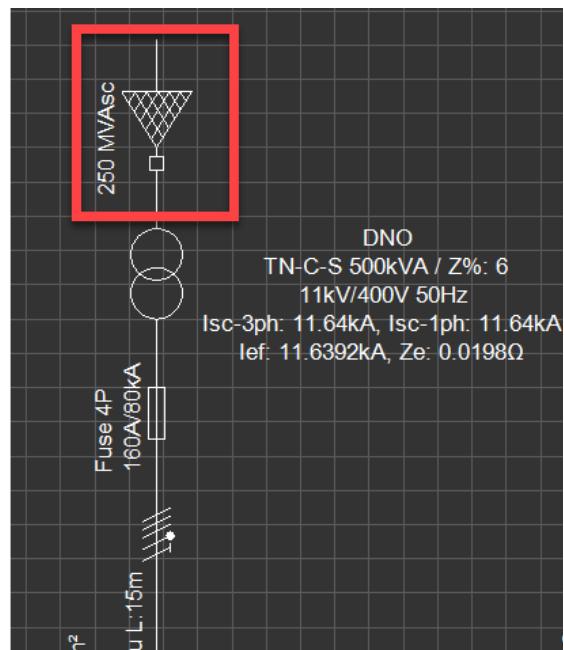 250 MVAsc
DNO
TN-C-S 500kVA / Z%: 6
11kV/400V 50Hz
Isc-3ph: 11.64kA, Isc-1ph: 11.64kA
Ief: 11.6392kA, Ze: 0.0198Ω
Fuse 4P
160A/80kA
u L:15m